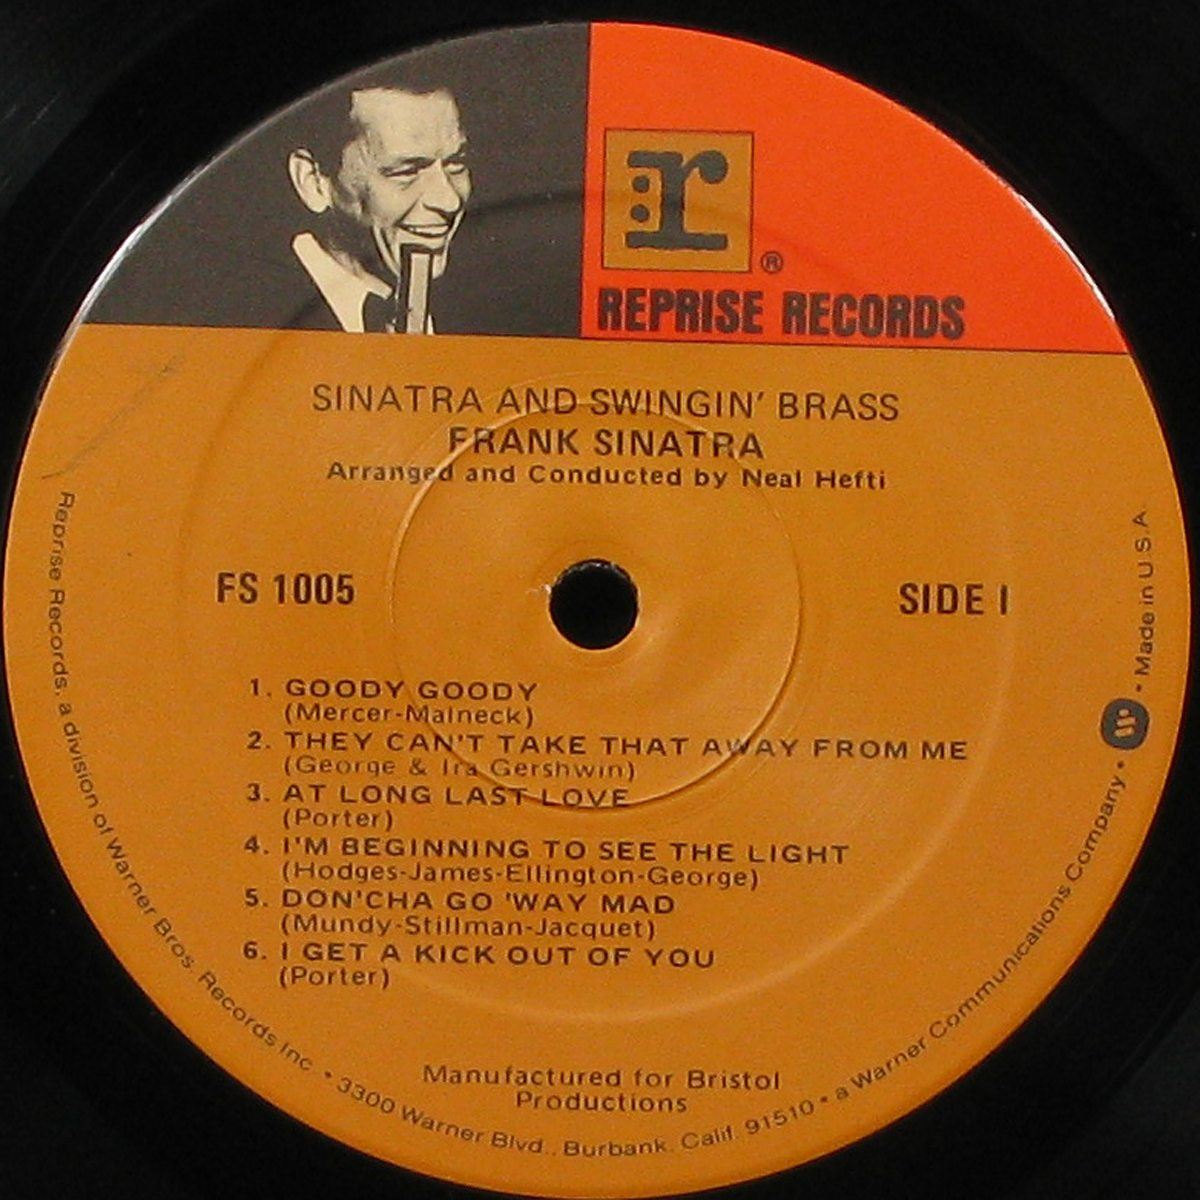 r:
®
REPRISE RECORDS
SINATRA AND SWINGIN' BRASS
FRANK SINATRA
Arranged and Conducted by Neal Hefti
FS 1005
SIDE I
1. GOODY GOODY
(Mercer-Malneck)
2. THEY CAN'T TAKE THAT AWAY FROM ME
(George & Ira Gershwin)
3. AT LONG LAST LOVE
(Porter)
4. I'M BEGINNING TO SEE THE LIGHT
(Hodges-James-Ellington-George)
5. DON'CHA GO 'WAY MAD
(Mundy-Stillman-Jacquet)
6. I GET A KICK OUT OF YOU
(Porter)
Manufactured for Bristol
Productions
Reprise Records, a division of Warner Bros. Records Inc. • 3300 Warner Blvd., Burbank, Calif. 91510 • a Warner Communications Company • W • Made in U.S.A.